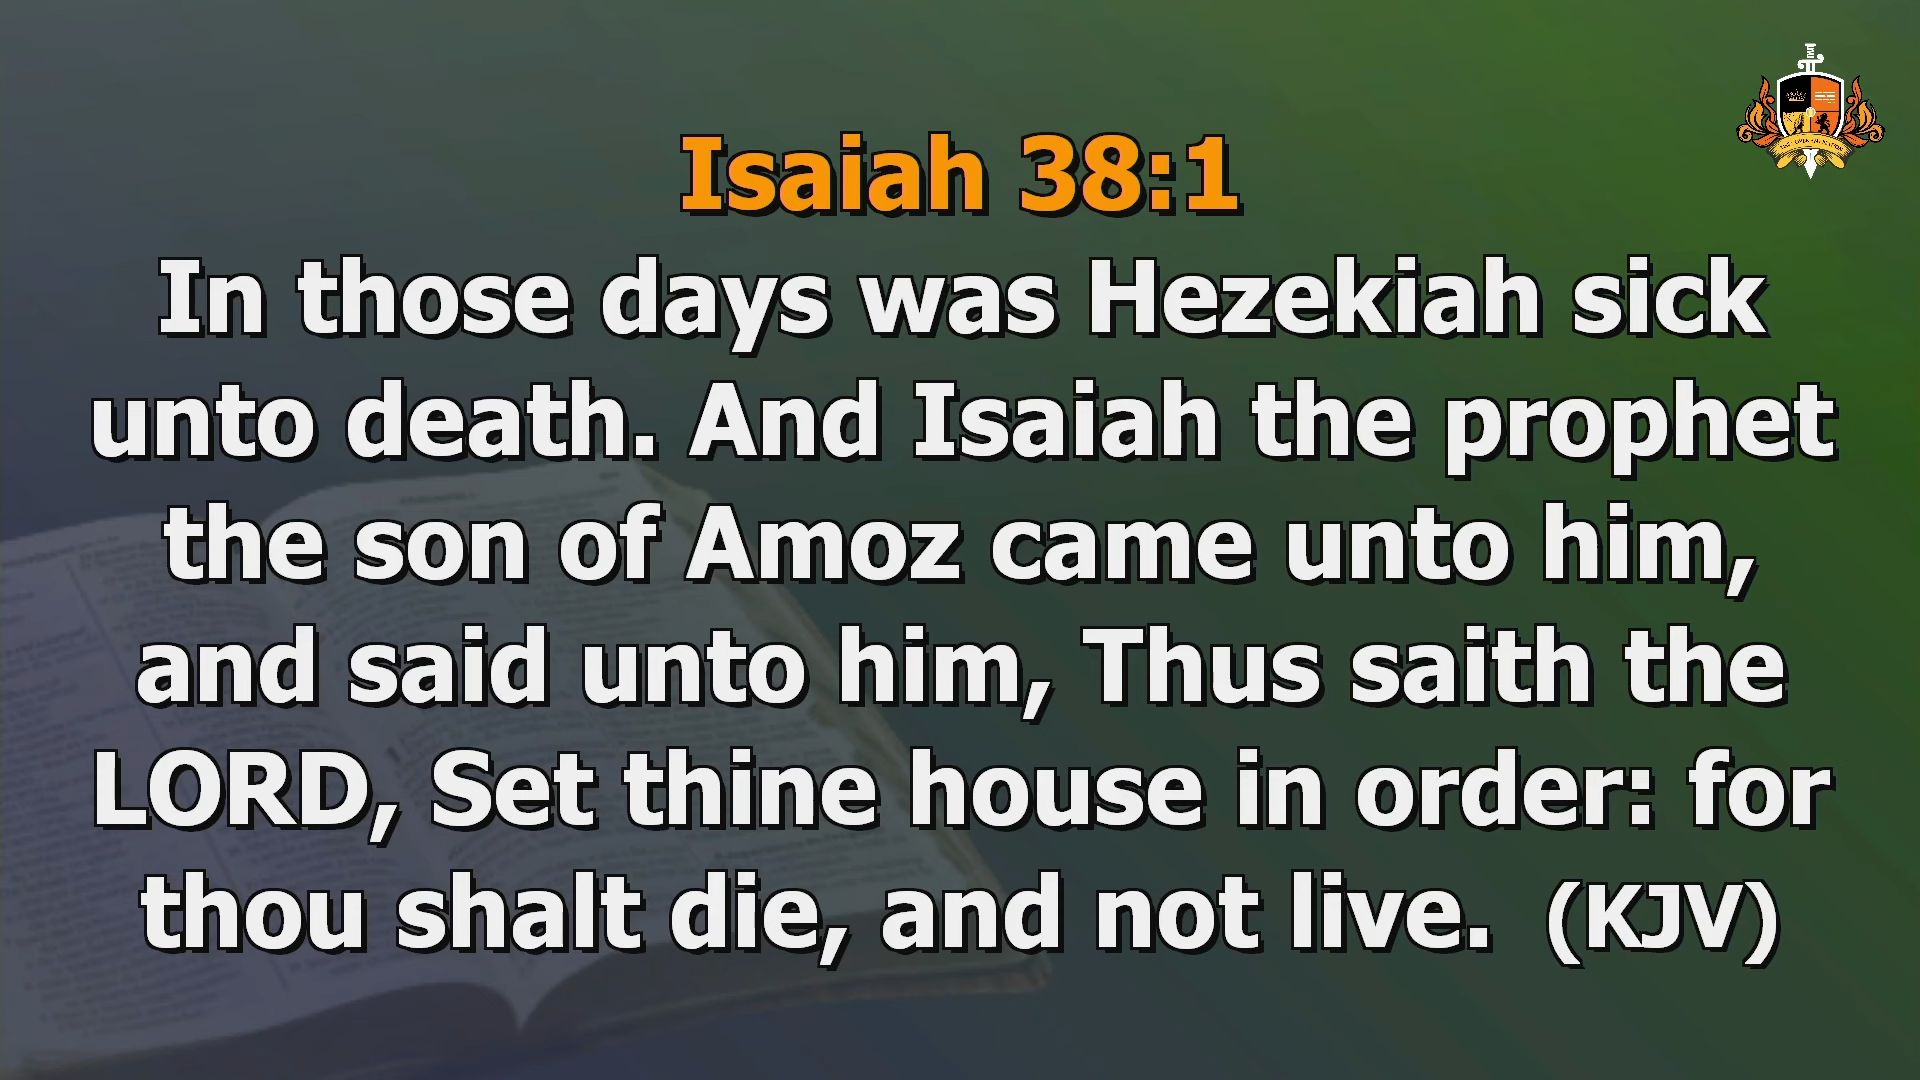 Isaiah 38:1
In those days was Hezekiah sick
unto death. And Isaiah the prophet
the son of Amoz came unto him,
and said unto him, Thus saith the
LORD, Set thine house in order: for
thou shalt die, and not live.  (KJV)